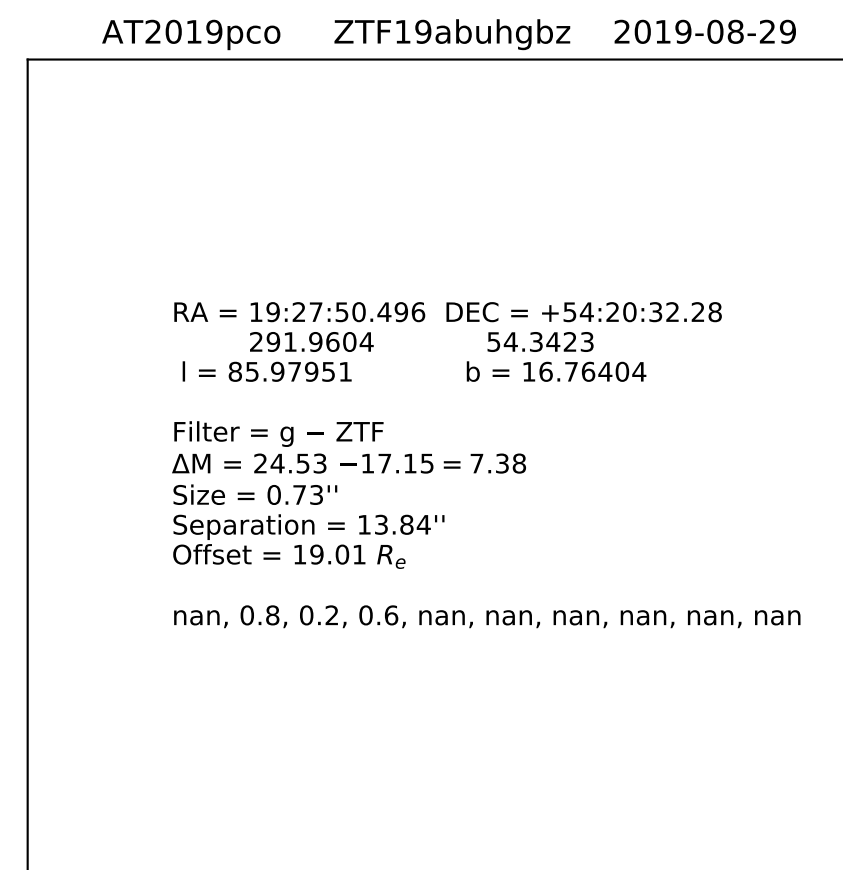 AT2019pco ZTF19abuhgbz 2019-08-29
RA = 19:27:50.496 DEC = +54:20:32.28
291.9604 54.3423
l = 85.97951 b = 16.76404
Filter = g − ZTF
ΔM = 24.53 −17.15 = 7.38
Size = 0.73''
Separation = 13.84''
Offset = 19.01 Rₑ
nan, 0.8, 0.2, 0.6, nan, nan, nan, nan, nan, nan